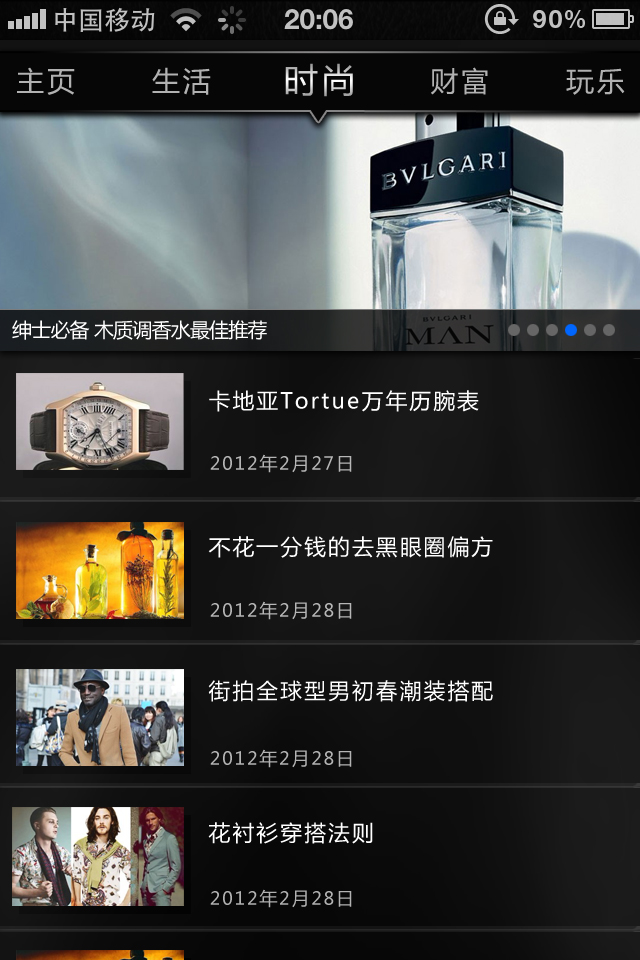 中国移动 20:06 90%
主页 生活 时尚 财富 玩乐
BVLGARI
BVLGARI
MAN
绅士必备 木质调香水最佳推荐
卡地亚Tortue万年历腕表
2012年2月27日
不花一分钱的去黑眼圈偏方
2012年2月28日
街拍全球型男初春潮装搭配
2012年2月28日
花衬衫穿搭法则
2012年2月28日